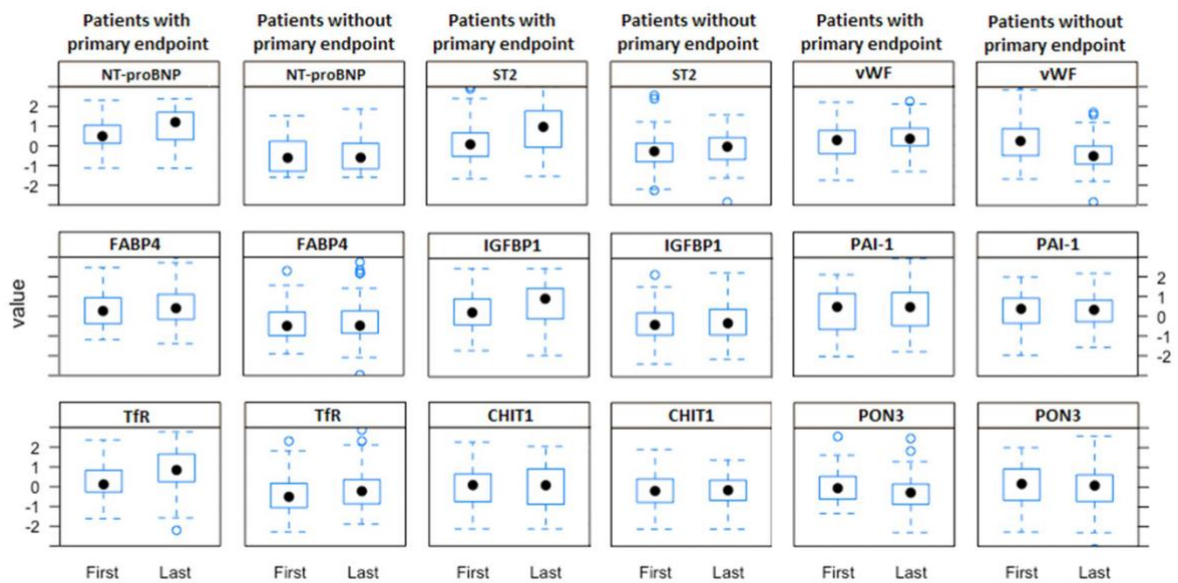 Patients with primary endpoint
Patients without primary endpoint
Patients with primary endpoint
Patients without primary endpoint
Patients with primary endpoint
Patients without primary endpoint
NT-proBNP
NT-proBNP
ST2
ST2
vWF
vWF
2
1
0
-1
-2
FABP4
FABP4
IGFBP1
IGFBP1
PAI-1
PAI-1
value
2
1
0
-1
-2
TfR
TfR
CHIT1
CHIT1
PON3
PON3
2
1
0
-1
-2
First Last First Last First Last First Last First Last First Last